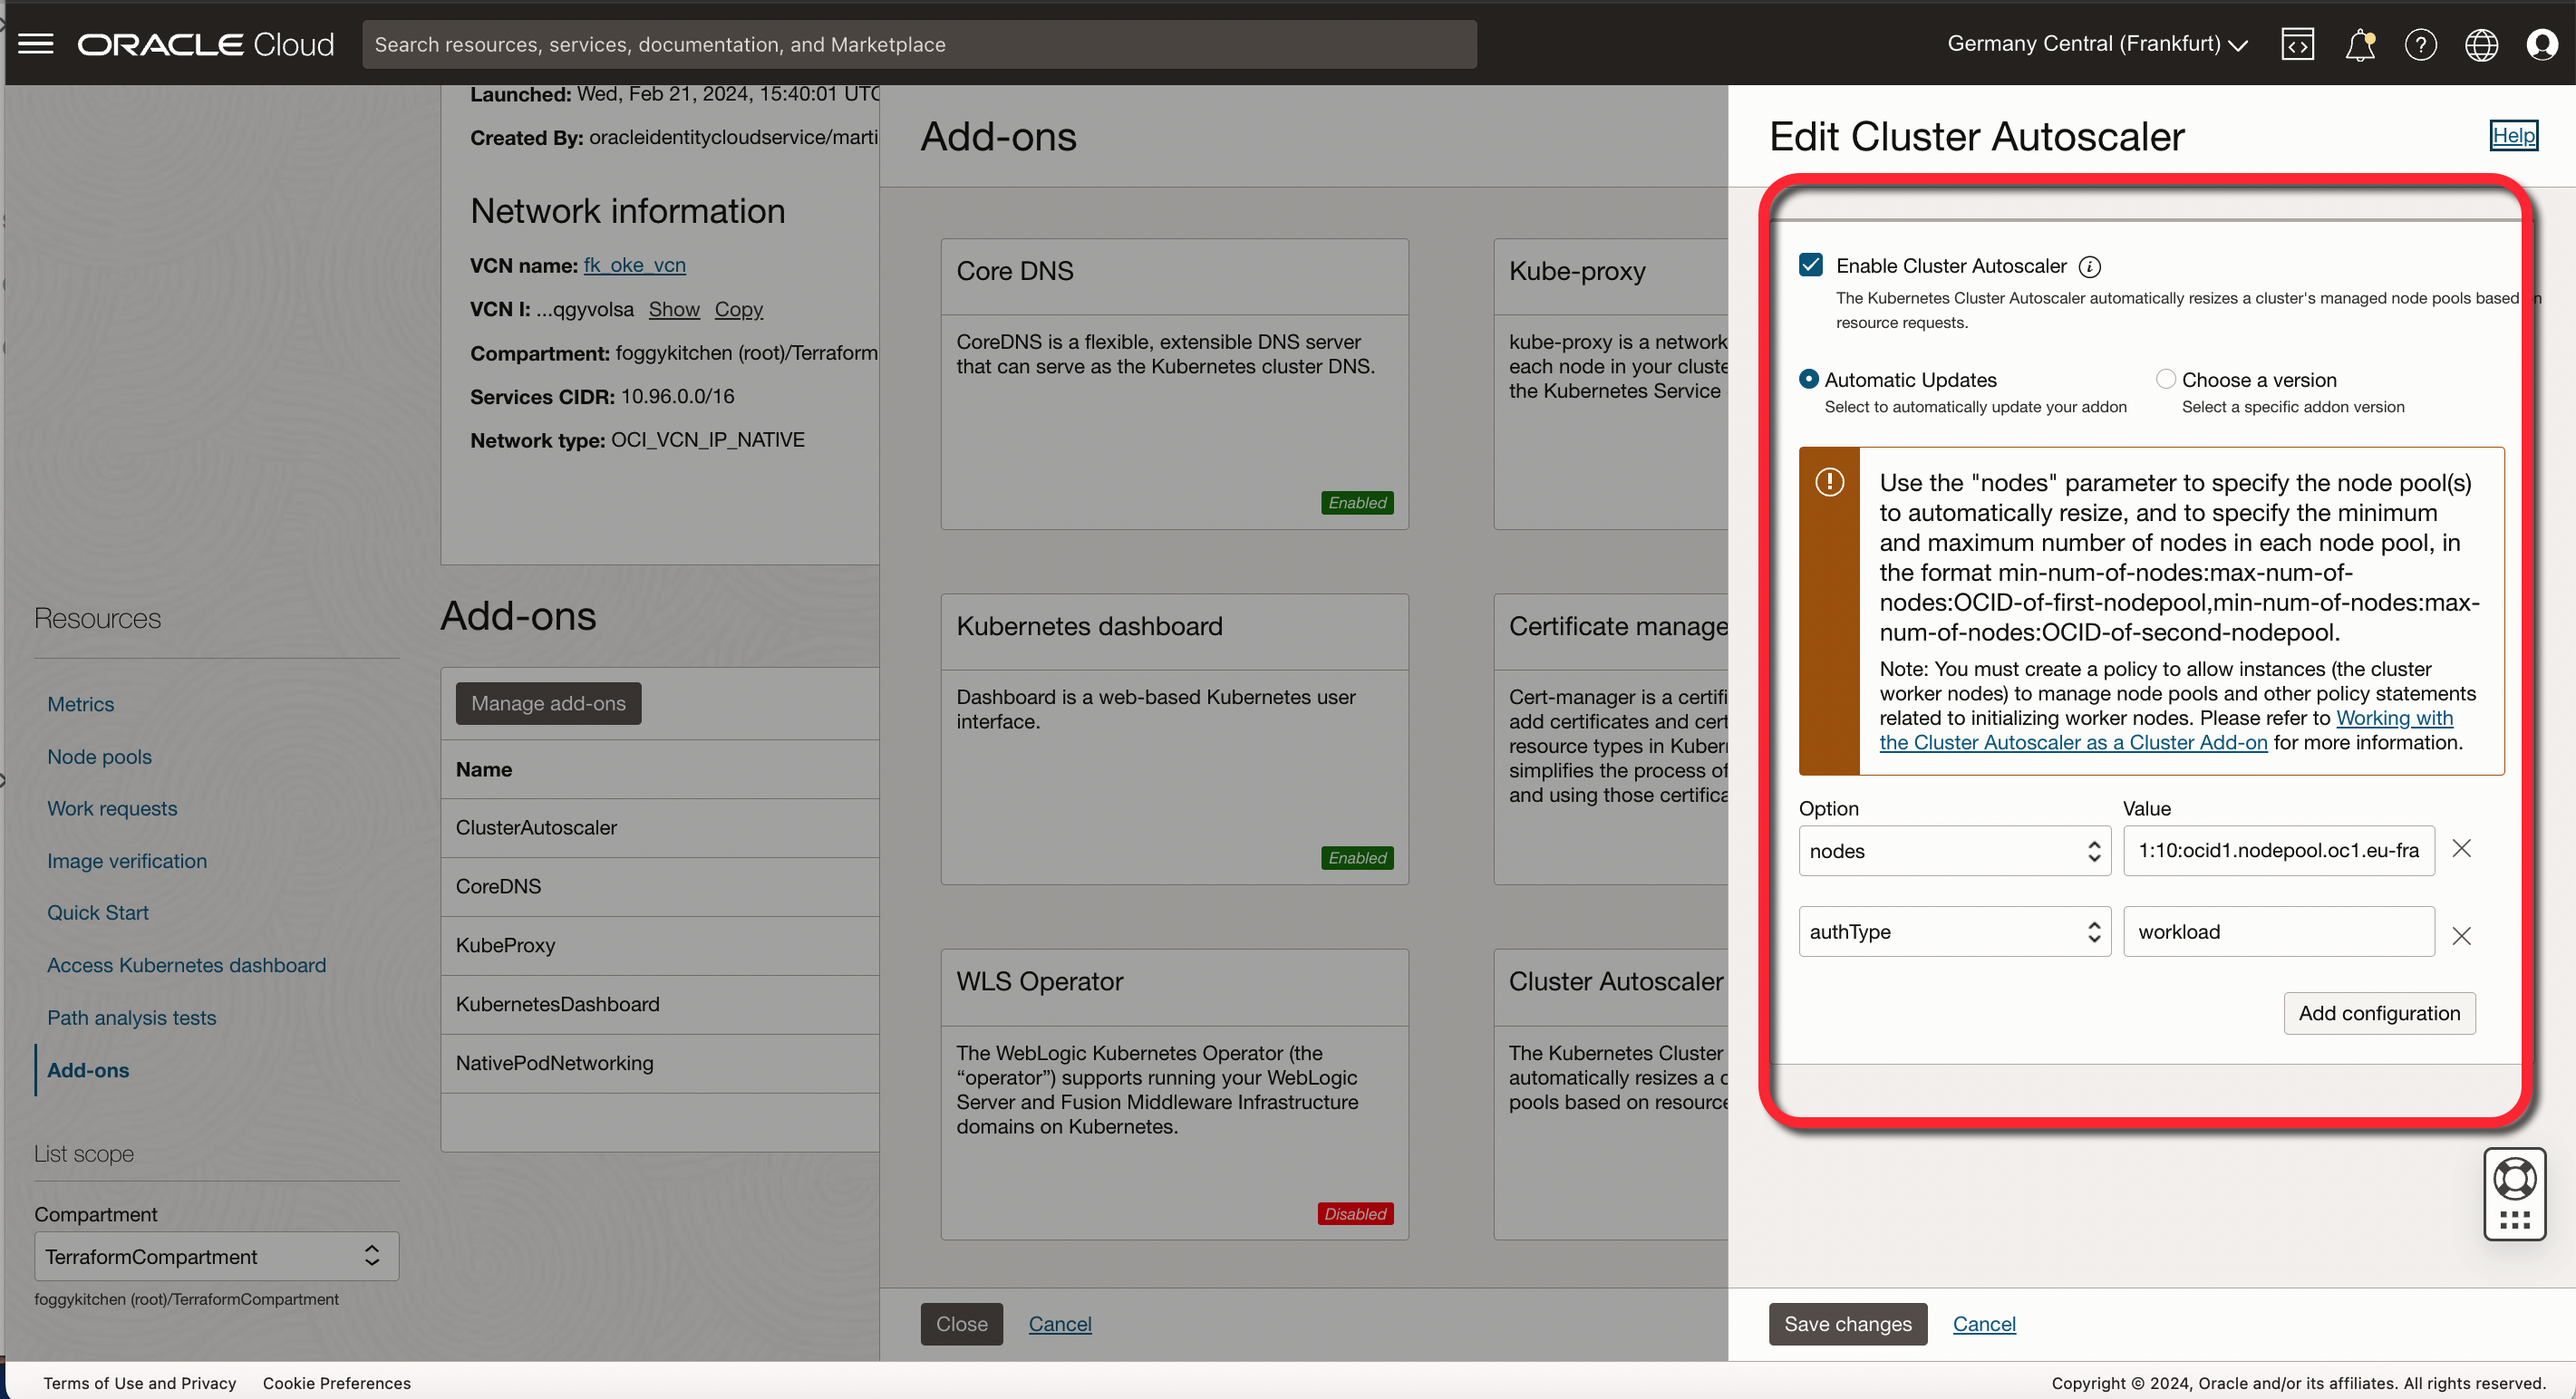 ORACLE Cloud
Search resources, services, documentation, and Marketplace
Germany Central (Frankfurt)
Launched: Wed, Feb 21, 2024, 15:40:01 UTC
Created By: oracleidentitycloudservice/marti
Network information
VCN name: fk_oke_vcn
VCN I: ...qgyvolsa Show Copy
Compartment: foggykitchen (root)/Terraform
Services CIDR: 10.96.0.0/16
Network type: OCI_VCN_IP_NATIVE
Resources
Metrics
Node pools
Work requests
Image verification
Quick Start
Access Kubernetes dashboard
Path analysis tests
Add-ons
List scope
Compartment
TerraformCompartment
foggykitchen (root)/TerraformCompartment
Add-ons
Manage add-ons
Name
ClusterAutoscaler
CoreDNS
KubeProxy
KubernetesDashboard
NativePodNetworking
Add-ons
Core DNS
CoreDNS is a flexible, extensible DNS server
that can serve as the Kubernetes cluster DNS.
Enabled
Kube-proxy
kube-proxy is a network
each node in your cluste
the Kubernetes Service
Kubernetes dashboard
Dashboard is a web-based Kubernetes user
interface.
Enabled
Certificate manage
Cert-manager is a certifi
add certificates and cert
resource types in Kuber
simplifies the process of
and using those certifica
WLS Operator
The WebLogic Kubernetes Operator (the
“operator”) supports running your WebLogic
Server and Fusion Middleware Infrastructure
domains on Kubernetes.
Disabled
Cluster Autoscaler
The Kubernetes Cluster
automatically resizes a c
pools based on resource
Close Cancel
Edit Cluster Autoscaler
Help
Enable Cluster Autoscaler
The Kubernetes Cluster Autoscaler automatically resizes a cluster's managed node pools based on
resource requests.
Automatic Updates
Select to automatically update your addon
Choose a version
Select a specific addon version
Use the "nodes" parameter to specify the node pool(s)
to automatically resize, and to specify the minimum
and maximum number of nodes in each node pool, in
the format min-num-of-nodes:max-num-of-
nodes:OCID-of-first-nodepool,min-num-of-nodes:max-
num-of-nodes:OCID-of-second-nodepool.
Note: You must create a policy to allow instances (the cluster
worker nodes) to manage node pools and other policy statements
related to initializing worker nodes. Please refer to Working with
the Cluster Autoscaler as a Cluster Add-on for more information.
Option Value
nodes 1:10:ocid1.nodepool.oc1.eu-fra
authType workload
Add configuration
Save changes Cancel
Terms of Use and Privacy Cookie Preferences
Copyright © 2024, Oracle and/or its affiliates. All rights reserved.